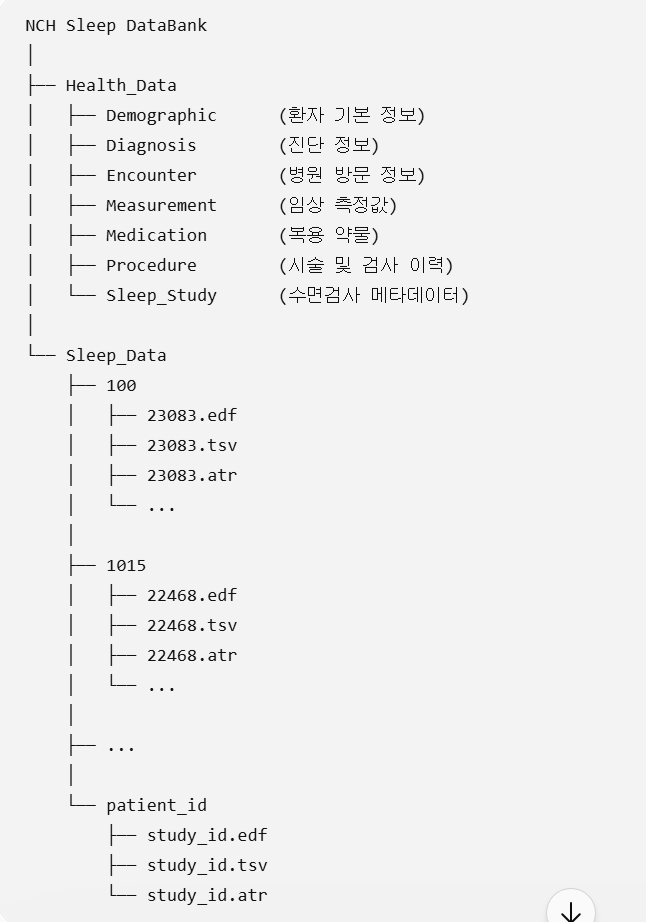 NCH Sleep DataBank
│
├── Health_Data
│   ├── Demographic      (환자 기본 정보)
│   ├── Diagnosis        (진단 정보)
│   ├── Encounter        (병원 방문 정보)
│   ├── Measurement      (임상 측정값)
│   ├── Medication       (복용 약물)
│   ├── Procedure        (시술 및 검사 이력)
│   └── Sleep_Study      (수면검사 메타데이터)
│
└── Sleep_Data
    ├── 100
    │   ├── 23083.edf
    │   ├── 23083.tsv
    │   ├── 23083.atr
    │   └── ...
    │
    ├── 1015
    │   ├── 22468.edf
    │   ├── 22468.tsv
    │   ├── 22468.atr
    │   └── ...
    │
    ├── ...
    │
    └── patient_id
        ├── study_id.edf
        ├── study_id.tsv
        └── study_id.atr